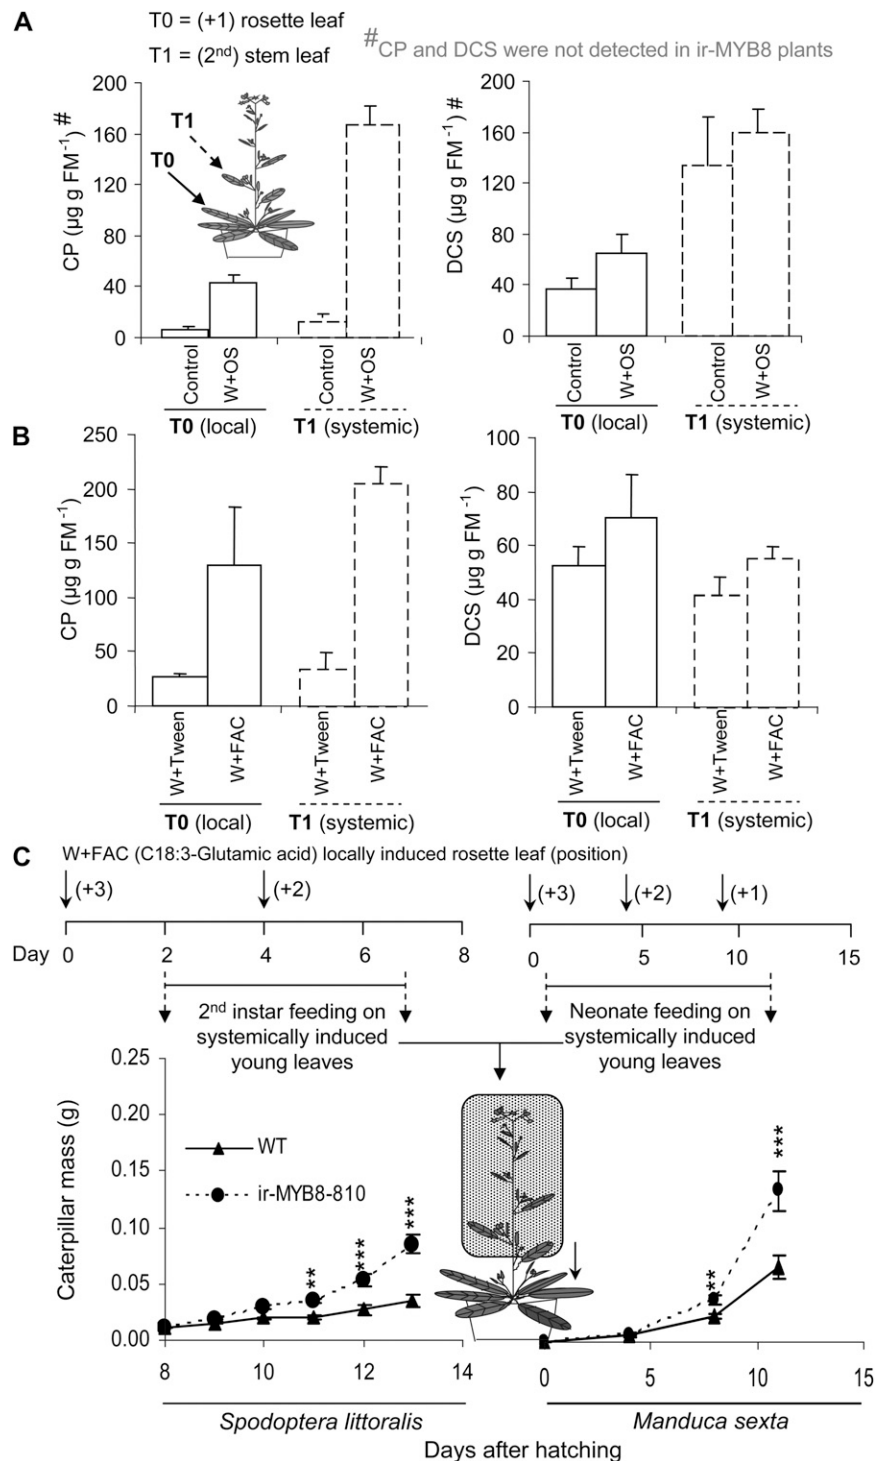 A
T0 = (+1) rosette leaf
T1 = (2nd) stem leaf
#CP and DCS were not detected in ir-MYB8 plants
CP (µg g FM-1) #
200
160
120
80
40
0
T1
T0
Control
W+OS
Control
W+OS
T0 (local)
T1 (systemic)
DCS (µg g FM-1) #
200
160
120
80
40
0
Control
W+OS
Control
W+OS
T0 (local)
T1 (systemic)
B
CP (µg g FM-1)
250
200
150
100
50
0
W+Tween
W+FAC
W+Tween
W+FAC
T0 (local)
T1 (systemic)
DCS (µg g FM-1)
100
80
60
40
20
0
W+Tween
W+FAC
W+Tween
W+FAC
T0 (local)
T1 (systemic)
C
W+FAC (C18:3-Glutamic acid) locally induced rosette leaf (position)
(+3) (+2) (+3) (+2) (+1)
Day 0 2 4 6 8 0 5 10 15
2nd instar feeding on
systemically induced
young leaves
Neonate feeding on
systemically induced
young leaves
Caterpillar mass (g)
0.25
0.20
0.15
0.10
0.05
0.00
WT
ir-MYB8-810
** *** ***
** ***
8 10 12 14 0 5 10 15
Spodoptera littoralis Manduca sexta
Days after hatching